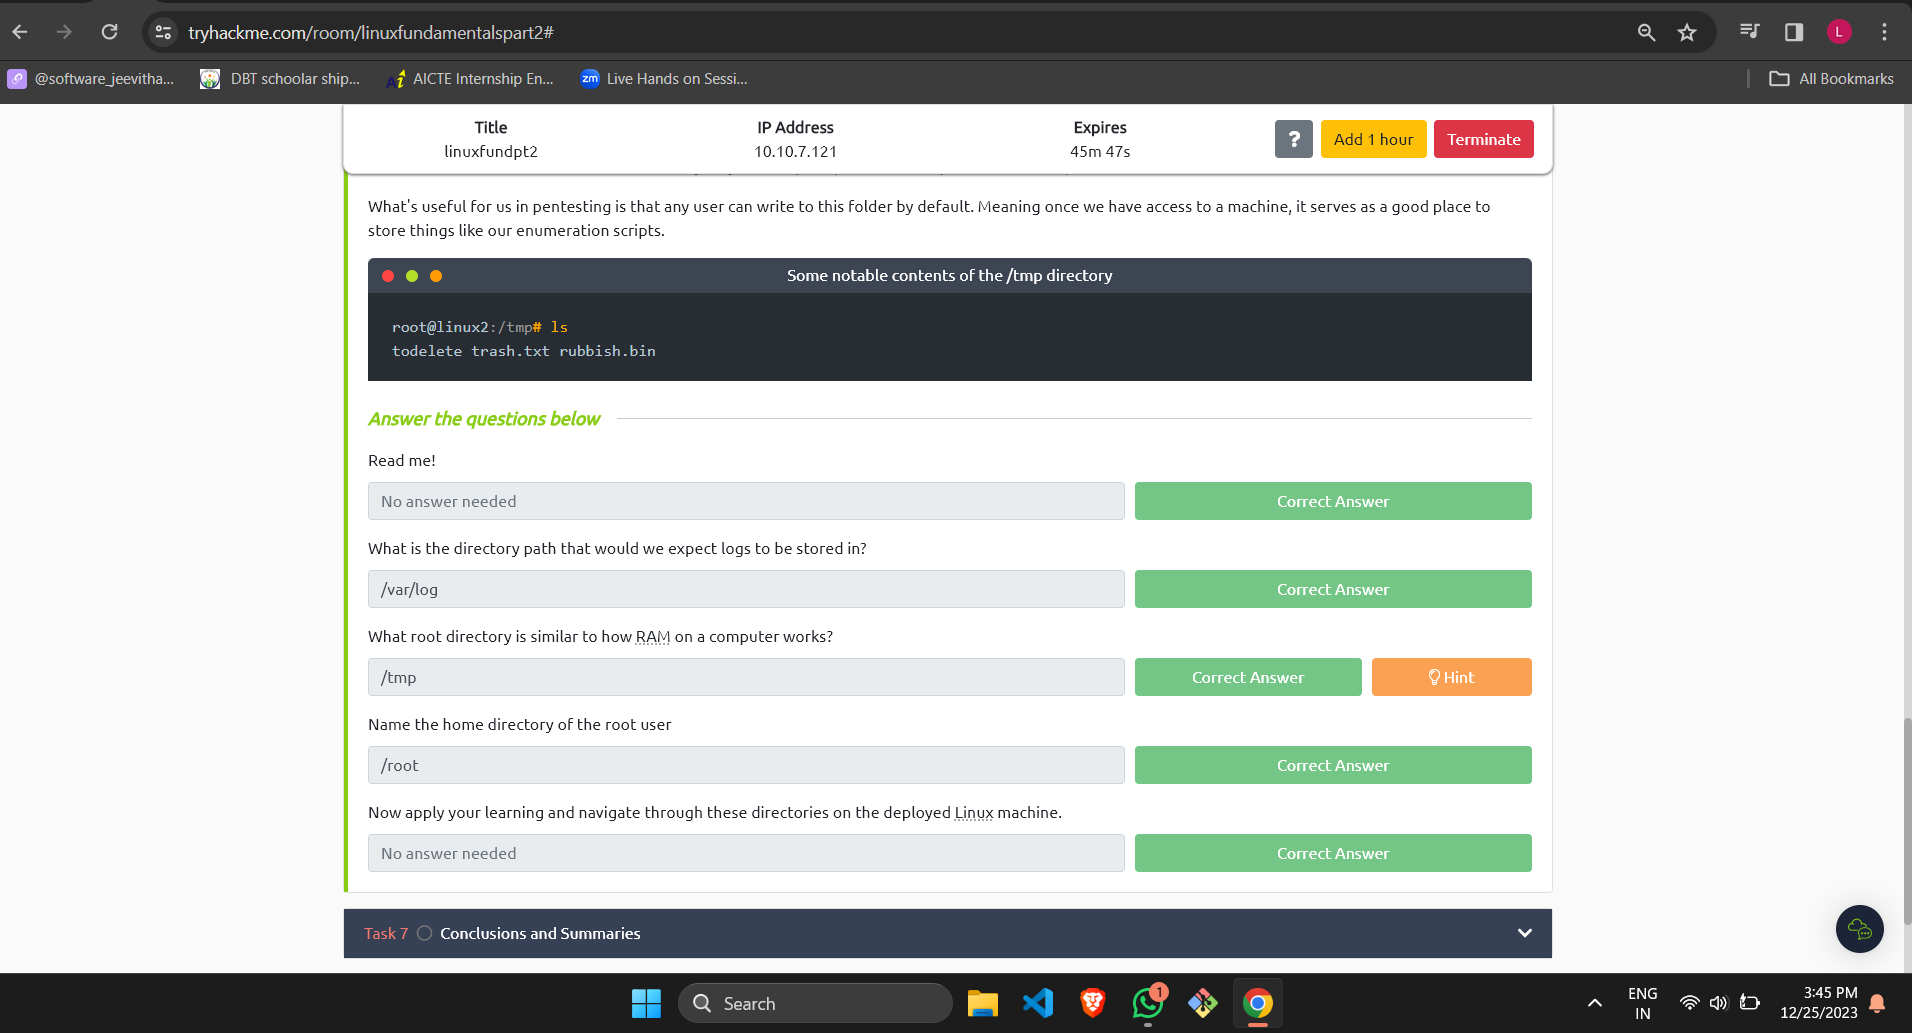 tryhackme.com/room/linuxfundamentalspart2#
L
@software_jeevitha...
DBT schoolar ship...
AICTE Internship En...
zm Live Hands on Sessi...
All Bookmarks
Title
linuxfundpt2
IP Address
10.10.7.121
Expires
45m 47s
?
Add 1 hour
Terminate
What's useful for us in pentesting is that any user can write to this folder by default. Meaning once we have access to a machine, it serves as a good place to
store things like our enumeration scripts.
Some notable contents of the /tmp directory
root@linux2:/tmp# ls
todelete trash.txt rubbish.bin
Answer the questions below
Read me!
No answer needed
Correct Answer
What is the directory path that would we expect logs to be stored in?
/var/log
Correct Answer
What root directory is similar to how RAM on a computer works?
/tmp
Correct Answer
Hint
Name the home directory of the root user
/root
Correct Answer
Now apply your learning and navigate through these directories on the deployed Linux machine.
No answer needed
Correct Answer
Task 7 Conclusions and Summaries
Search
1
ENG
IN
3:45 PM
12/25/2023